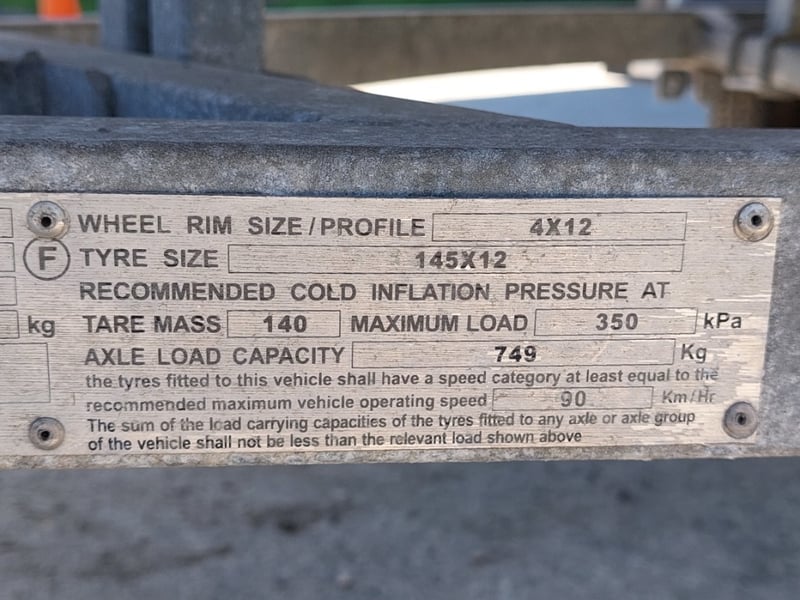 WHEEL RIM SIZE/PROFILE 4X12
F TYRE SIZE 145X12
RECOMMENDED COLD INFLATION PRESSURE AT
kg TARE MASS 140 MAXIMUM LOAD 350 kPa
AXLE LOAD CAPACITY 749 Kg
the tyres fitted to this vehicle shall have a speed category at least equal to the
recommended maximum vehicle operating speed 90 Km/Hr
The sum of the load carrying capacities of the tyres fitted to any axle or axle group
of the vehicle shall not be less than the relevant load shown above